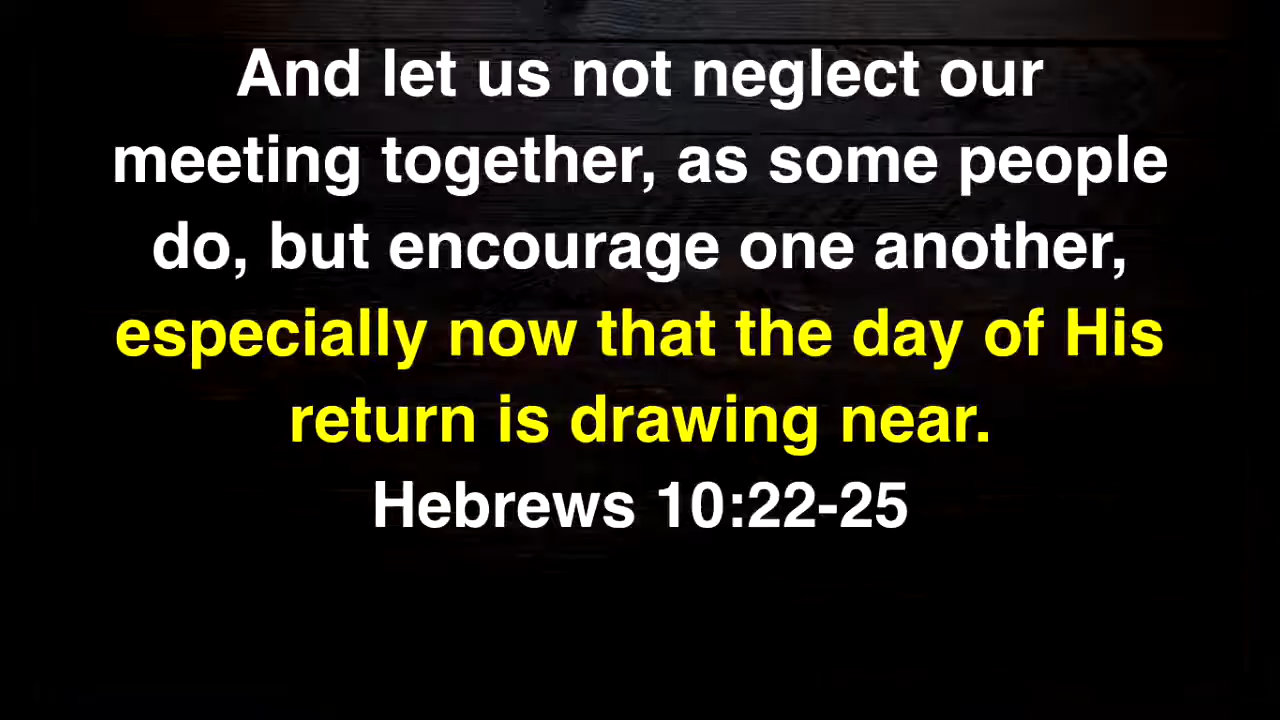 And let us not neglect our
meeting together, as some people
do, but encourage one another,
especially now that the day of His
return is drawing near.
Hebrews 10:22-25